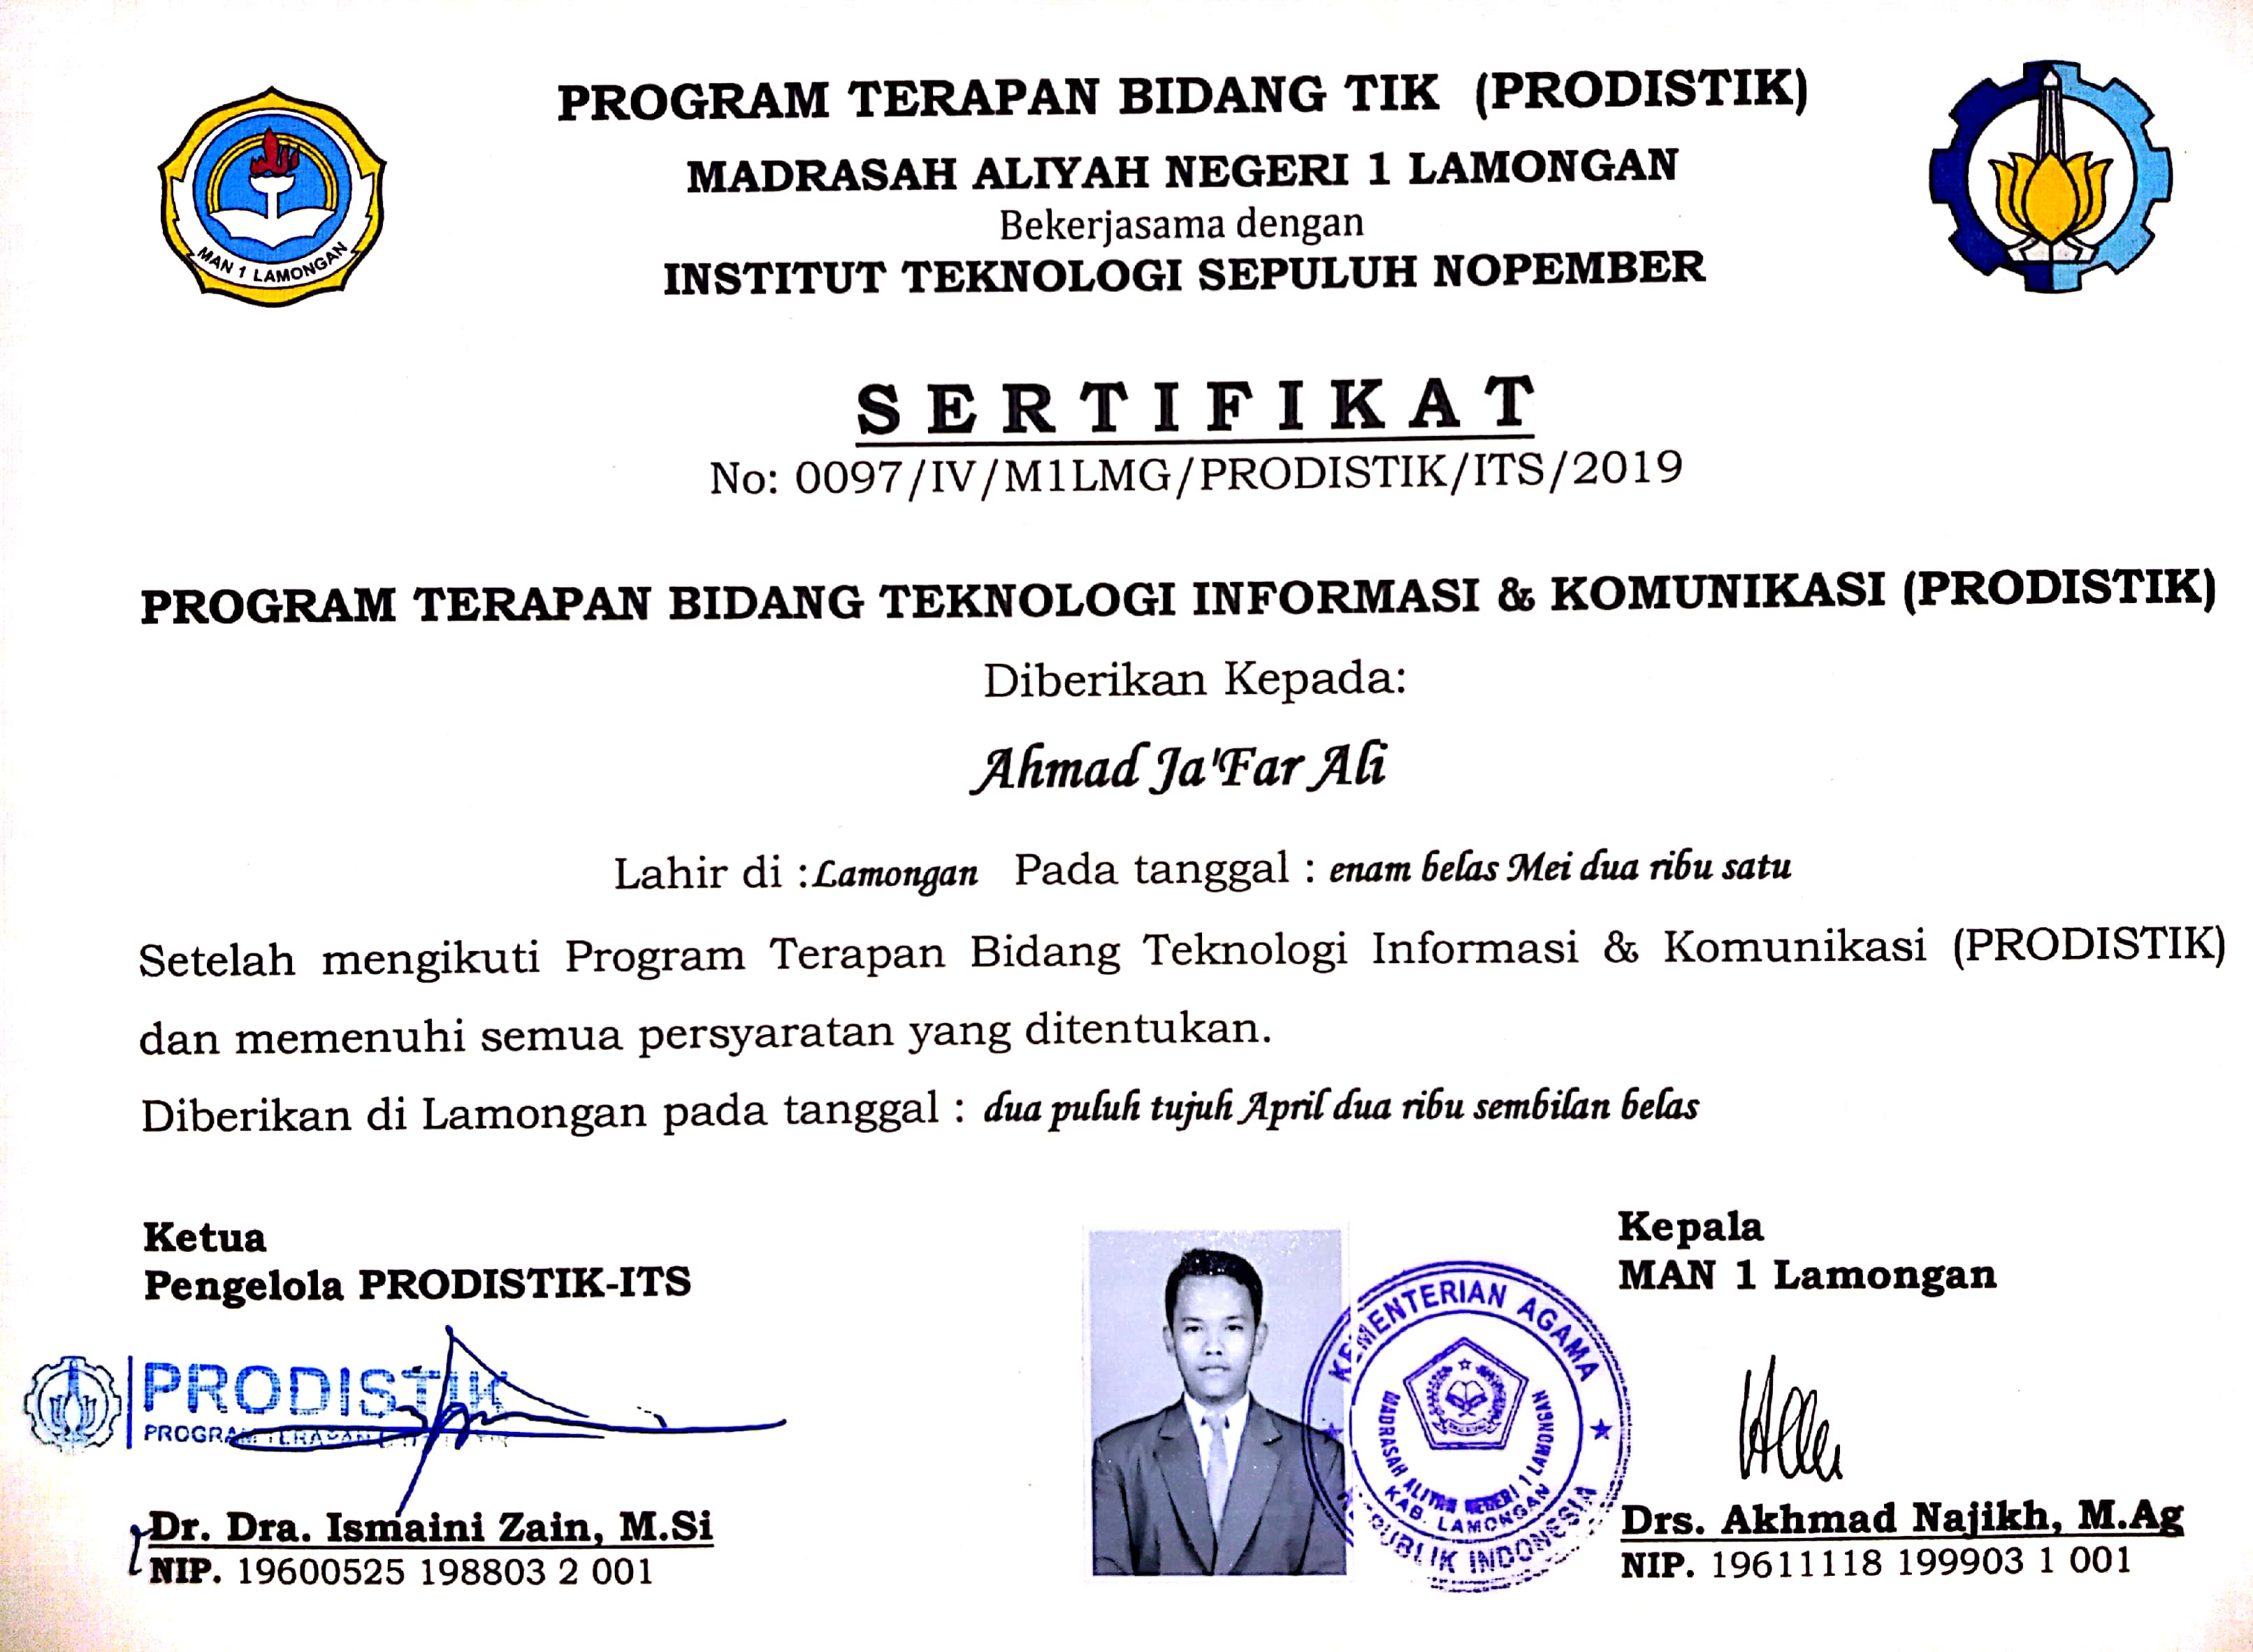 PROGRAM TERAPAN BIDANG TIK (PRODISTIK)
MADRASAH ALIYAH NEGERI 1 LAMONGAN
Bekerjasama dengan
INSTITUT TEKNOLOGI SEPULUH NOPEMBER
MAN 1 LAMONGAN
SERTIFIKAT
No: 0097/IV/M1LMG/PRODISTIK/ITS/2019
PROGRAM TERAPAN BIDANG TEKNOLOGI INFORMASI & KOMUNIKASI (PRODISTIK)
Diberikan Kepada:
Ahmad Ja'Far Ali
Lahir di :Lamongan Pada tanggal : enam belas Mei dua ribu satu
Setelah mengikuti Program Terapan Bidang Teknologi Informasi & Komunikasi (PRODISTIK)
dan memenuhi semua persyaratan yang ditentukan.
Diberikan di Lamongan pada tanggal : dua puluh tujuh April dua ribu sembilan belas
Ketua
Pengelola PRODISTIK-ITS
PRODISTIK
PROGRAM TERAPAN
Dr. Dra. Ismaini Zain, M.Si
NIP. 19600525 198803 2 001
KEMENTERIAN AGAMA
MADRASAH ALIYAH NEGERI 1 LAMONGAN
KAB. LAMONGAN
REPUBLIK INDONESIA
Kepala
MAN 1 Lamongan
Drs. Akhmad Najikh, M.Ag
NIP. 19611118 199903 1 001